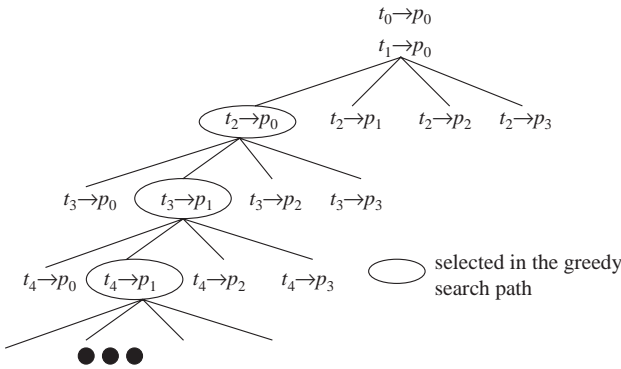 t₀→p₀
t₁→p₀
t₂→p₀ t₂→p₁ t₂→p₂ t₂→p₃
t₃→p₀ t₃→p₁ t₃→p₂ t₃→p₃
t₄→p₀ t₄→p₁ t₄→p₂ t₄→p₃
selected in the greedy
search path